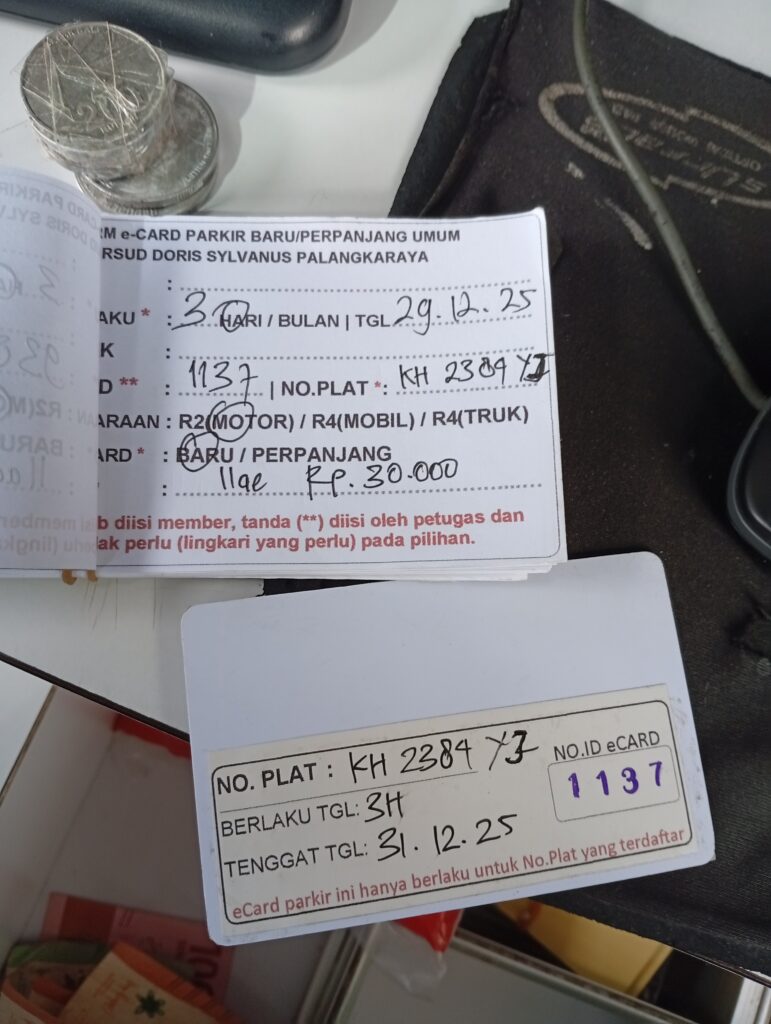 RM e-CARD PARKIR BARU/PERPANJANG UMUM
RSUD DORIS SYLVANUS PALANGKARAYA
:
AKU * : 3 HARI / BULAN | TGL 29.12.25
K :
D ** : 1137 | NO.PLAT *: KH 2384 YJ
ARAAN : R2(MOTOR) / R4(MOBIL) / R4(TRUK)
ARD * : BARU / PERPANJANG
: Rp. 30.000
b diisi member, tanda (**) diisi oleh petugas dan
ak perlu (lingkari yang perlu) pada pilihan.
NO. PLAT : KH 2384 YJ
NO.ID eCARD
1137
BERLAKU TGL: 3H
TENGGAT TGL: 31.12.25
eCard parkir ini hanya berlaku untuk No.Plat yang terdaftar